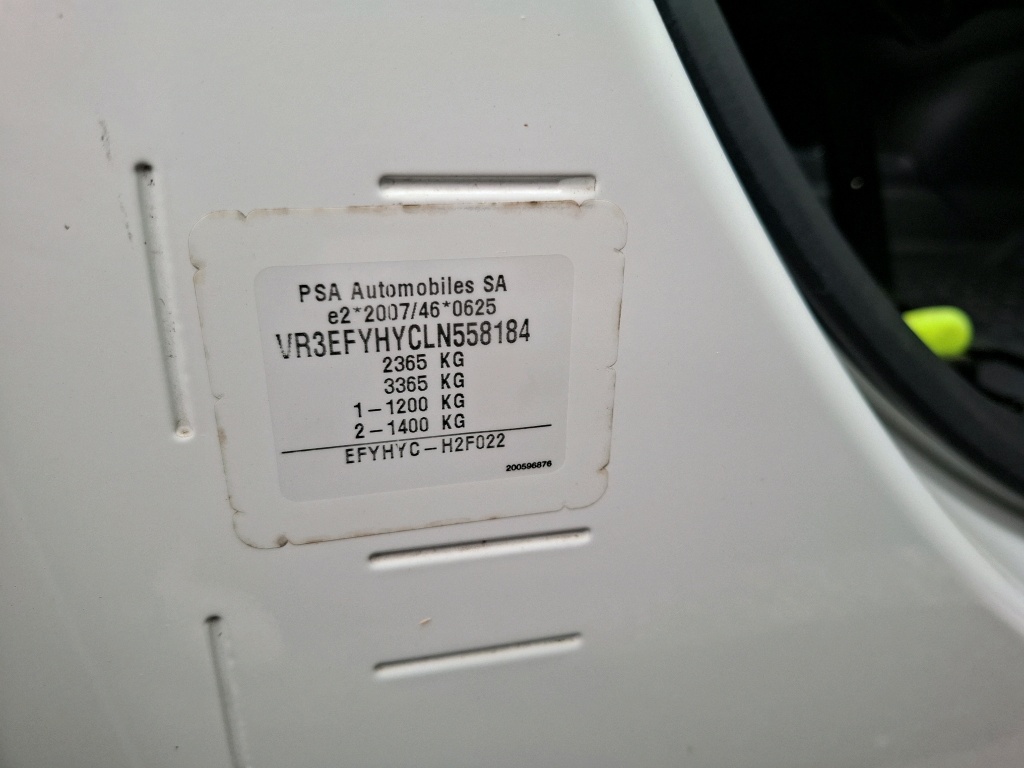 PSA Automobiles SA
e2*2007/46*0625
VR3EFYHYCLN558184
2365 KG
3365 KG
1-1200 KG
2-1400 KG
EFYHYC-H2F022
200596876